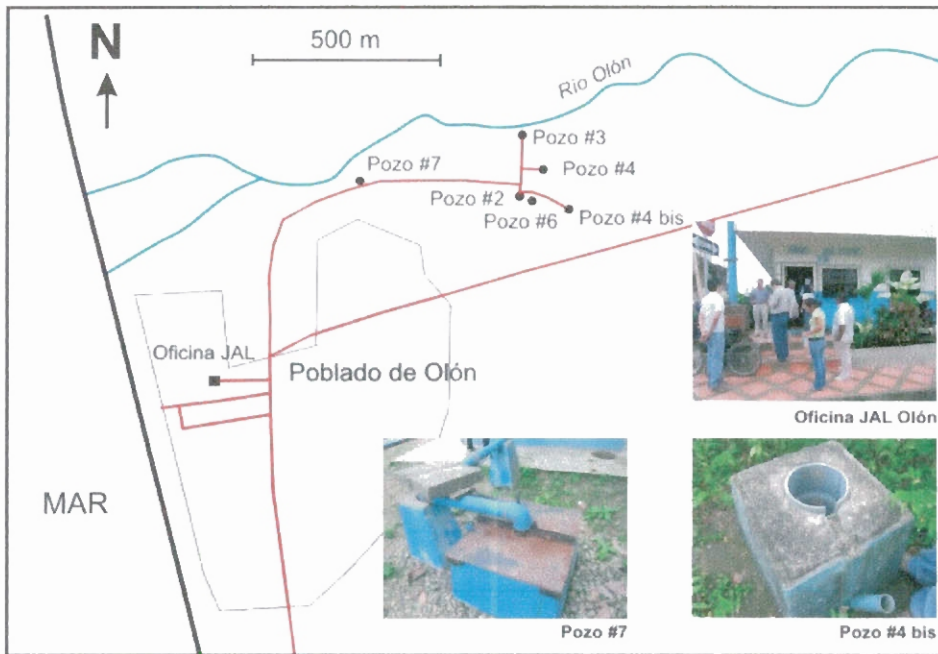 N
500 m
Rio Olón
Pozo #3
Pozo #7
Pozo #4
Pozo #2
Pozo #6
Pozo #4 bis
Oficina JAL
Poblado de Olón
Oficina JAL Olón
MAR
Pozo #7
Pozo #4 bis